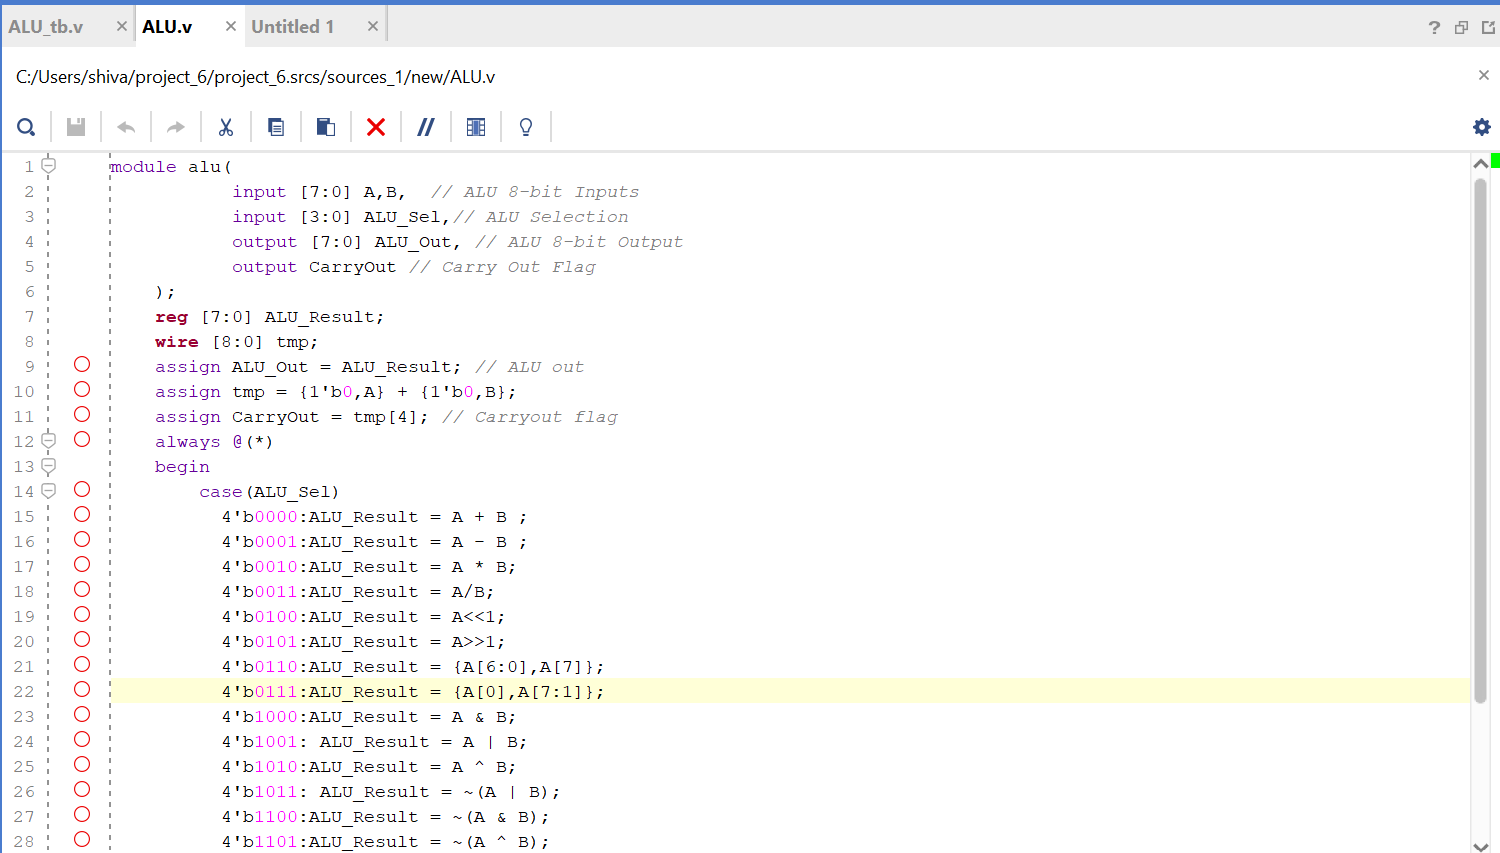 ALU_tb.v × ALU.v × Untitled 1 × ?
C:/Users/shiva/project_6/project_6.srcs/sources_1/new/ALU.v ×
1 module alu(
2 input [7:0] A,B, // ALU 8-bit Inputs
3 input [3:0] ALU_Sel,// ALU Selection
4 output [7:0] ALU_Out, // ALU 8-bit Output
5 output CarryOut // Carry Out Flag
6 );
7 reg [7:0] ALU_Result;
8 wire [8:0] tmp;
9 assign ALU_Out = ALU_Result; // ALU out
10 assign tmp = {1'b0,A} + {1'b0,B};
11 assign CarryOut = tmp[4]; // Carryout flag
12 always @(*)
13 begin
14 case(ALU_Sel)
15 4'b0000:ALU_Result = A + B ;
16 4'b0001:ALU_Result = A - B ;
17 4'b0010:ALU_Result = A * B;
18 4'b0011:ALU_Result = A/B;
19 4'b0100:ALU_Result = A<<1;
20 4'b0101:ALU_Result = A>>1;
21 4'b0110:ALU_Result = {A[6:0],A[7]};
22 4'b0111:ALU_Result = {A[0],A[7:1]};
23 4'b1000:ALU_Result = A & B;
24 4'b1001: ALU_Result = A | B;
25 4'b1010:ALU_Result = A ^ B;
26 4'b1011: ALU_Result = ~(A | B);
27 4'b1100:ALU_Result = ~(A & B);
28 4'b1101:ALU_Result = ~(A ^ B);